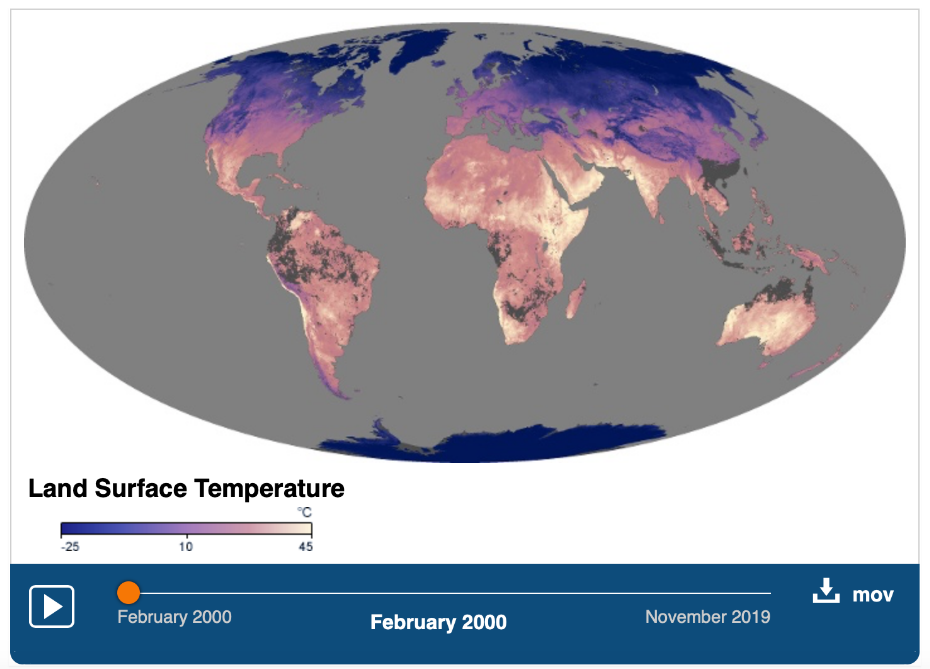 Land Surface Temperature
°C
-25 10 45
mov
February 2000 February 2000 November 2019